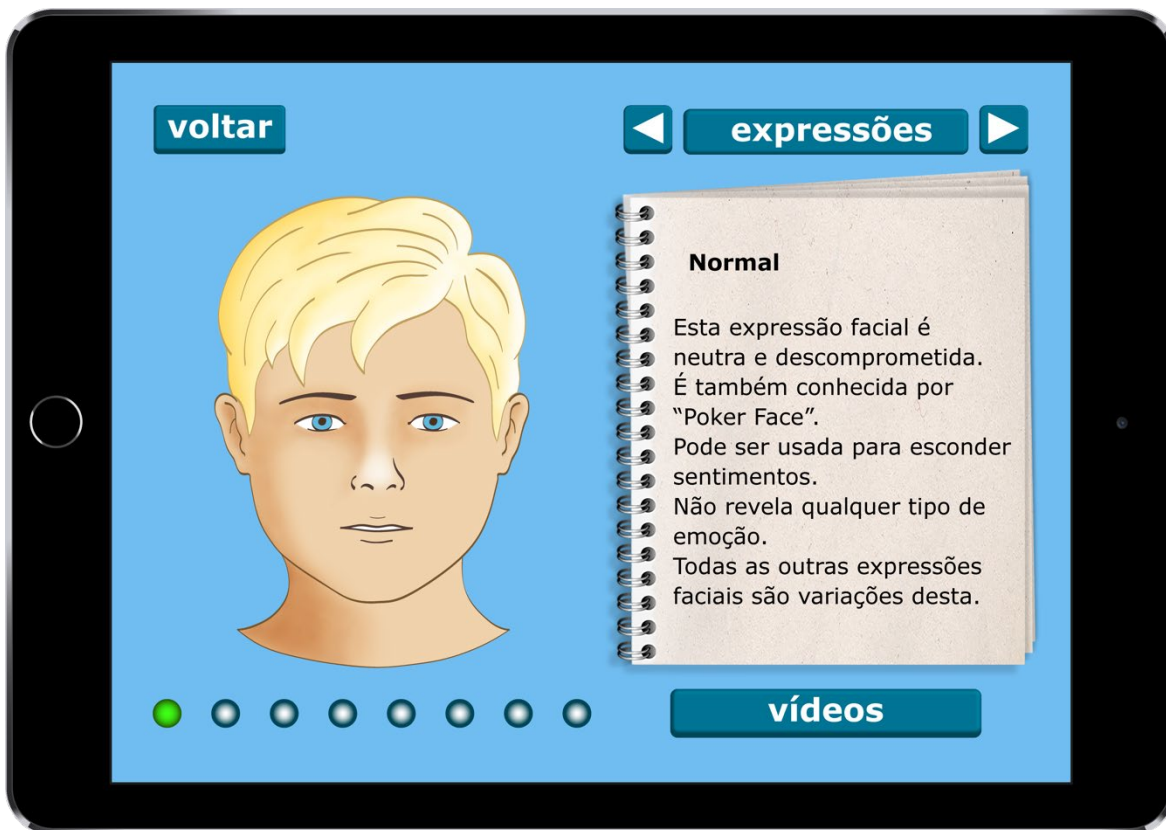 voltar
expressões
Normal
Esta expressão facial é
neutra e descomprometida.
É também conhecida por
“Poker Face”.
Pode ser usada para esconder
sentimentos.
Não revela qualquer tipo de
emoção.
Todas as outras expressões
faciais são variações desta.
vídeos